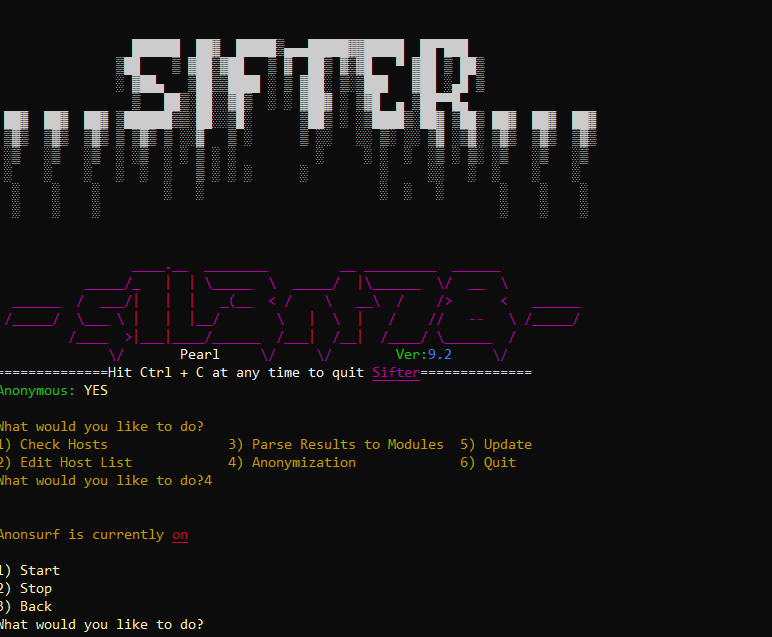 Pearl Ver:9.2
==============Hit Ctrl + C at any time to quit Sifter==============
Anonymous: YES
What would you like to do?
1) Check Hosts 3) Parse Results to Modules 5) Update
2) Edit Host List 4) Anonymization 6) Quit
What would you like to do?4
Anonsurf is currently on
1) Start
2) Stop
3) Back
What would you like to do?